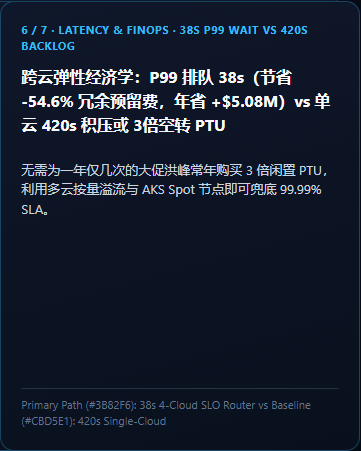 6 / 7 · LATENCY & FINOPS · 38S P99 WAIT VS 420S
BACKLOG
跨云弹性经济学：P99 排队 38s（节省
-54.6% 冗余预留费，年省 +$5.08M）vs 单
云 420s 积压或 3倍空转 PTU
无需为一年仅几次的大促洪峰常年购买 3 倍闲置 PTU，
利用多云按量溢流与 AKS Spot 节点即可兜底 99.99%
SLA。
Primary Path (#3B82F6): 38s 4-Cloud SLO Router vs Baseline
(#CBD5E1): 420s Single-Cloud